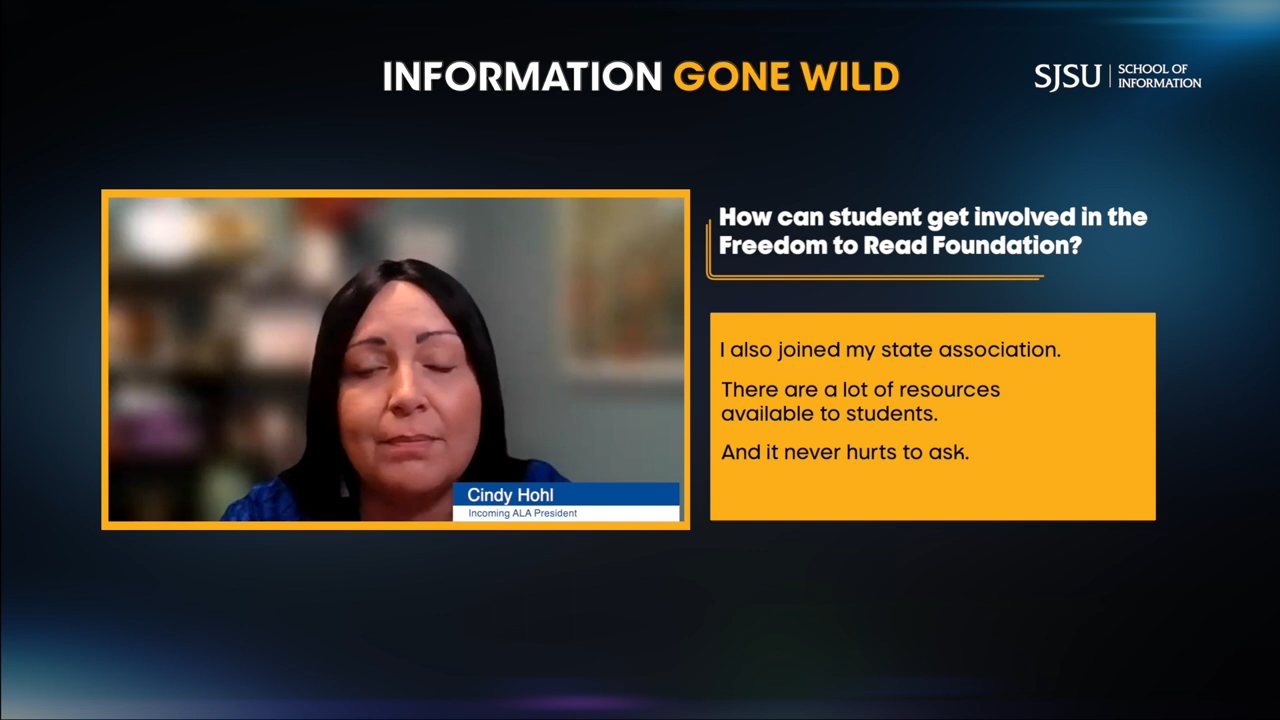 INFORMATION GONE WILD
SJSU | SCHOOL OF
INFORMATION
How can student get involved in the
Freedom to Read Foundation?
I also joined my state association.
There are a lot of resources
available to students.
And it never hurts to ask.
Cindy Hohl
Incoming ALA President